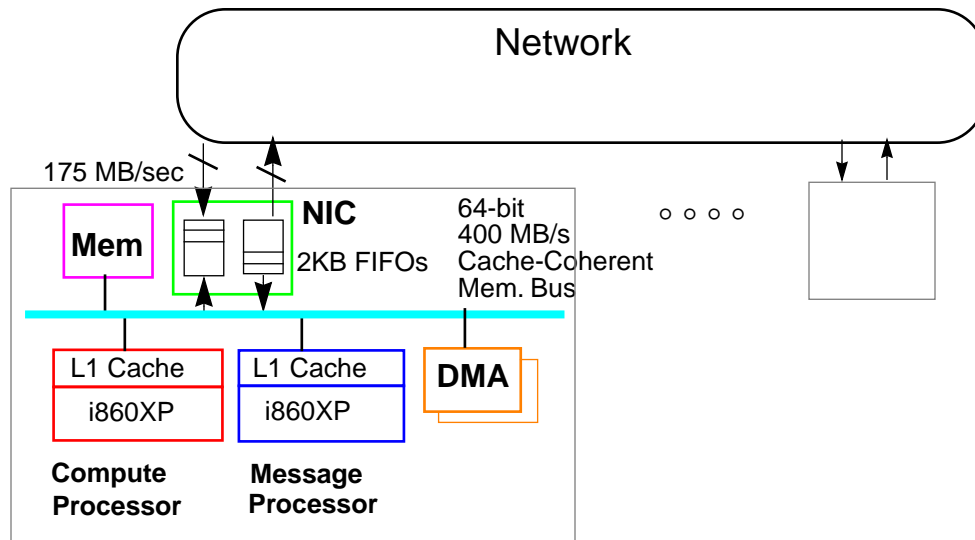 Network
175 MB/sec
NIC
Mem
2KB FIFOs
64-bit
400 MB/s
Cache-Coherent
Mem. Bus
L1 Cache
i860XP
L1 Cache
i860XP
DMA
Compute
Processor
Message
Processor